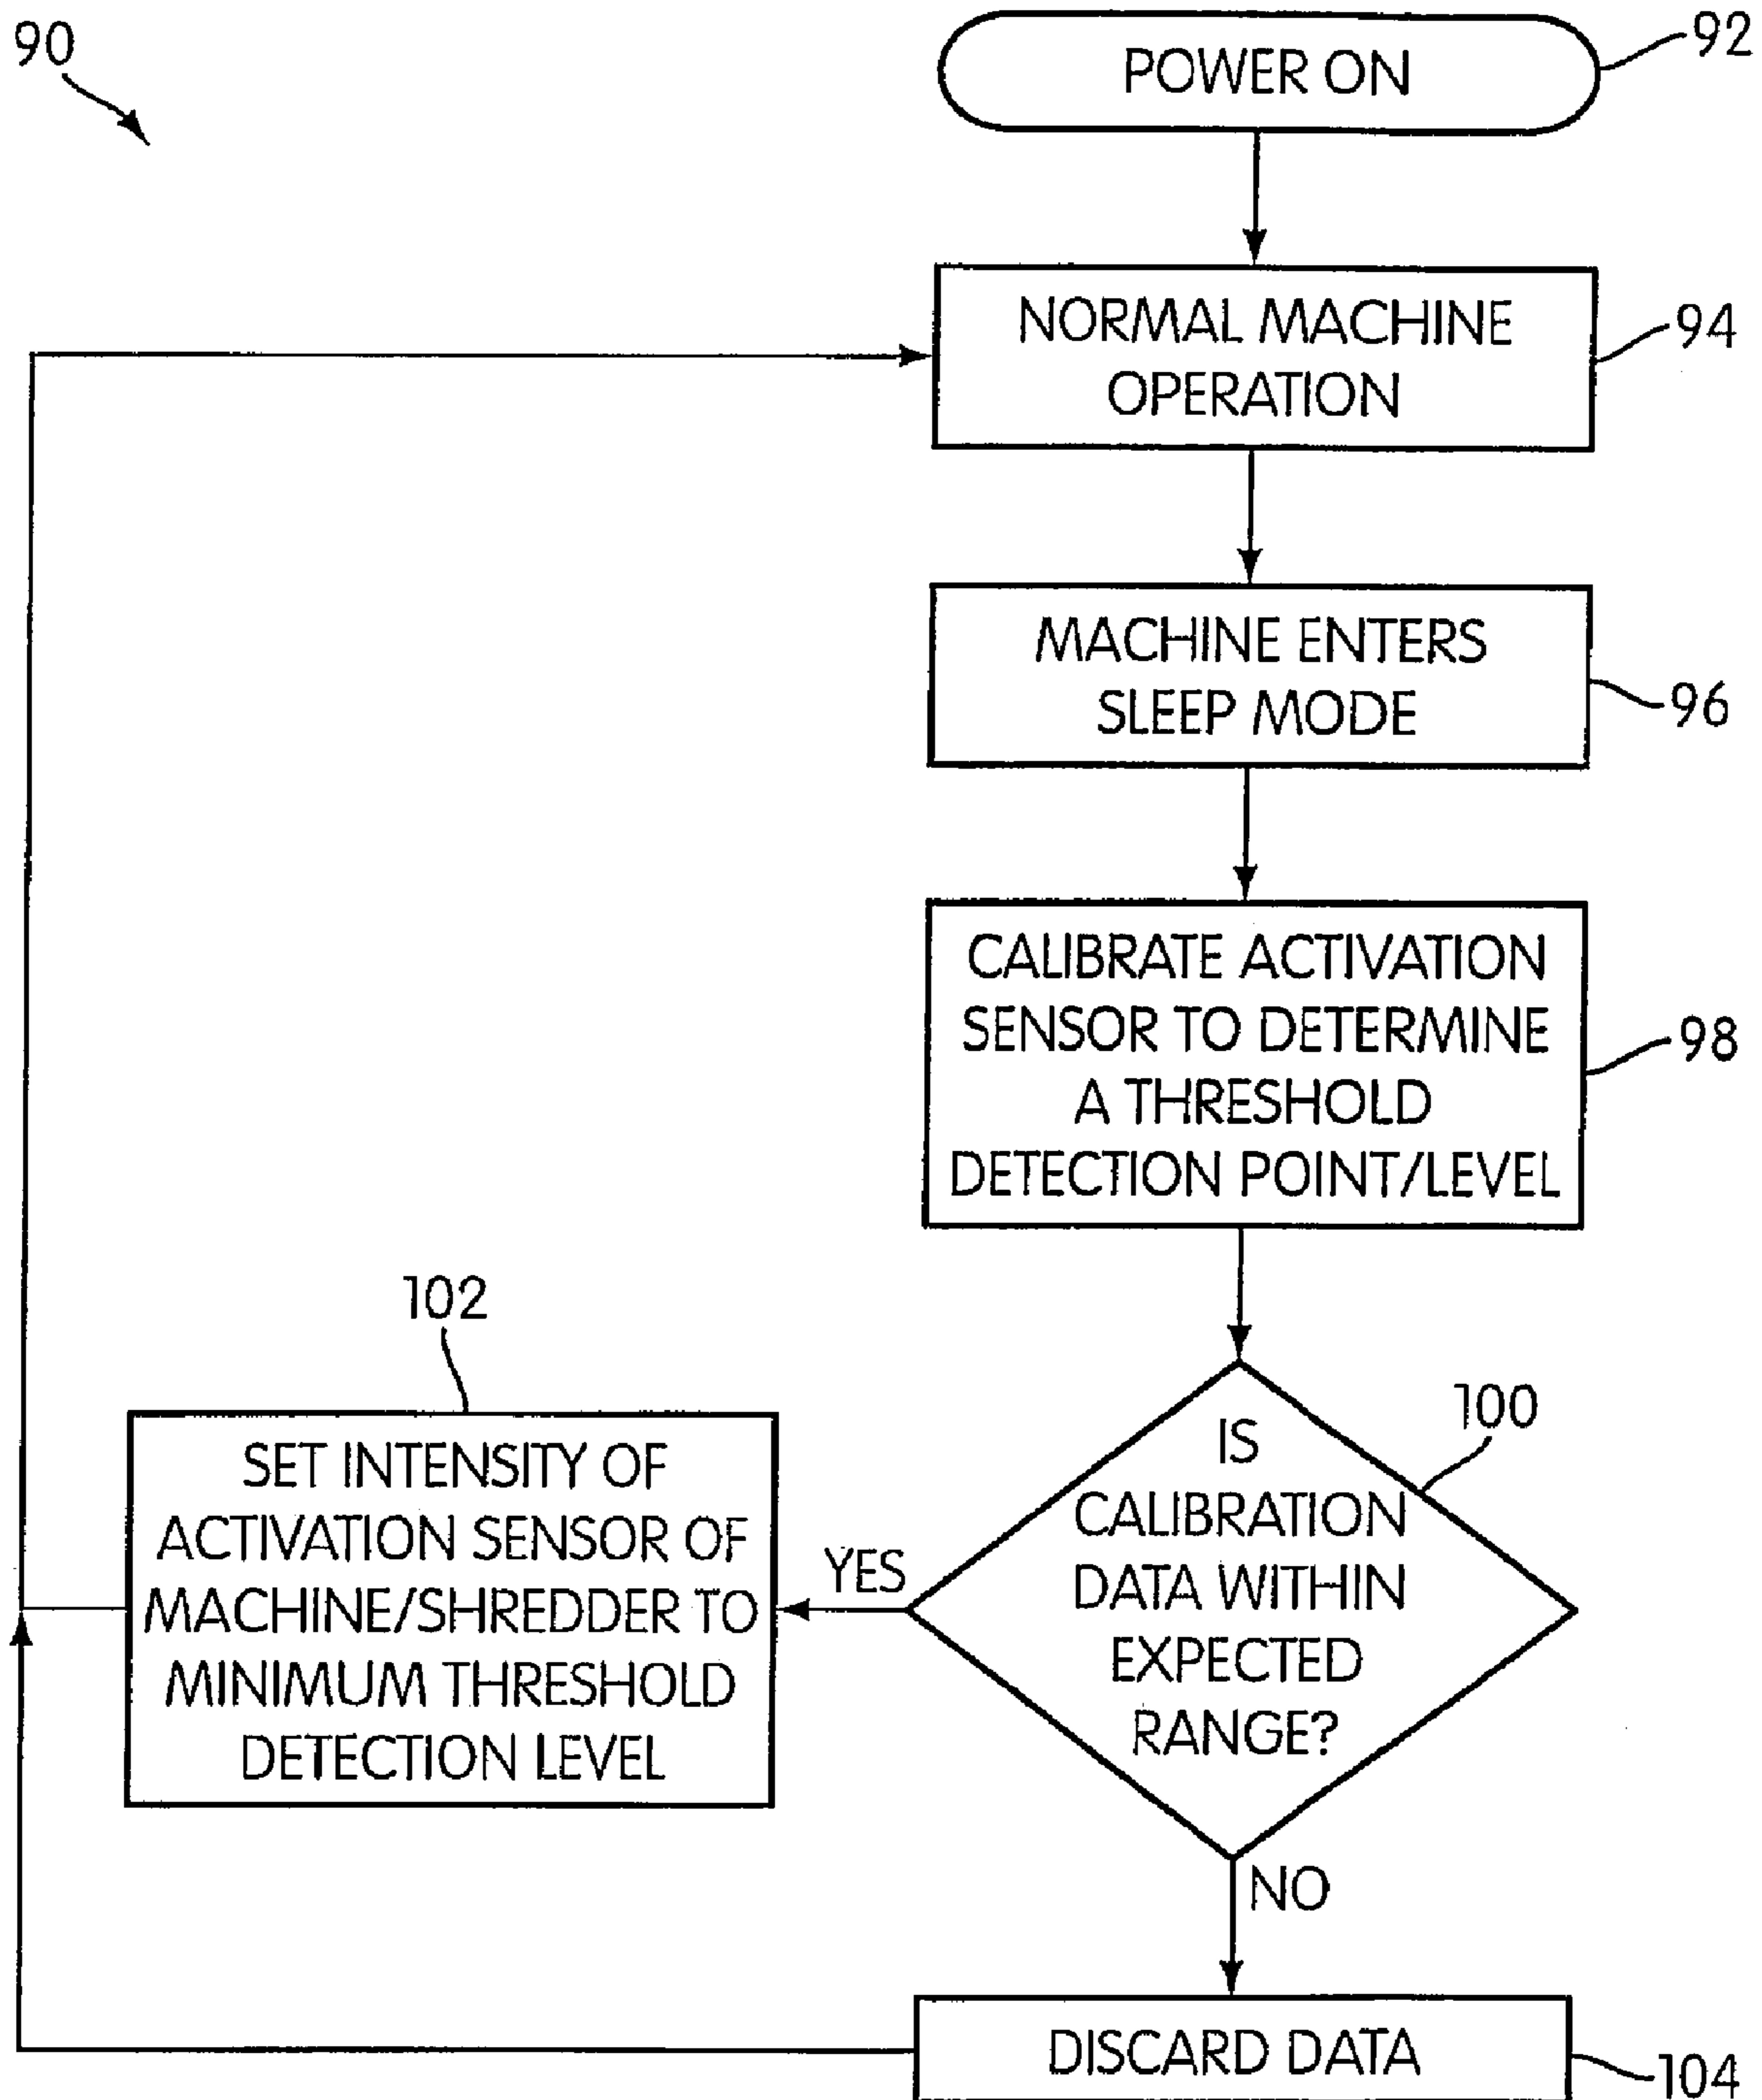 90
POWER ON
92
NORMAL MACHINE
OPERATION
94
MACHINE ENTERS
SLEEP MODE
96
CALIBRATE ACTIVATION
SENSOR TO DETERMINE
A THRESHOLD
DETECTION POINT/LEVEL
98
102
SET INTENSITY OF
ACTIVATION SENSOR OF
MACHINE/SHREDDER TO
MINIMUM THRESHOLD
DETECTION LEVEL
YES
IS
CALIBRATION
DATA WITHIN
EXPECTED
RANGE?
100
NO
DISCARD DATA
104